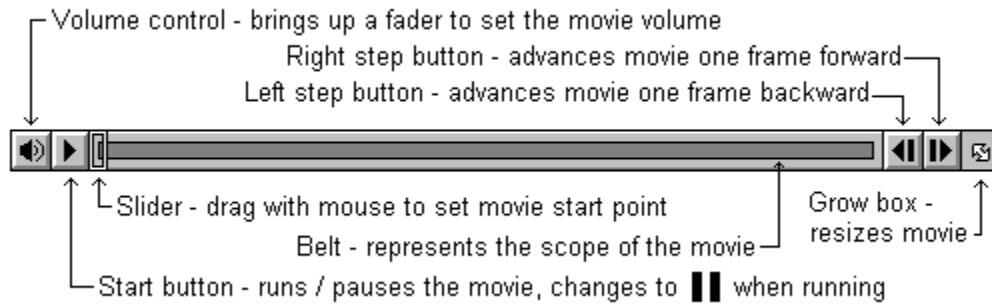 Volume control - brings up a fader to set the movie volume
Right step button - advances movie one frame forward
Left step button - advances movie one frame backward
Slider - drag with mouse to set movie start point
Grow box -
resizes movie
Belt - represents the scope of the movie
Start button - runs / pauses the movie, changes to ▮▮ when running